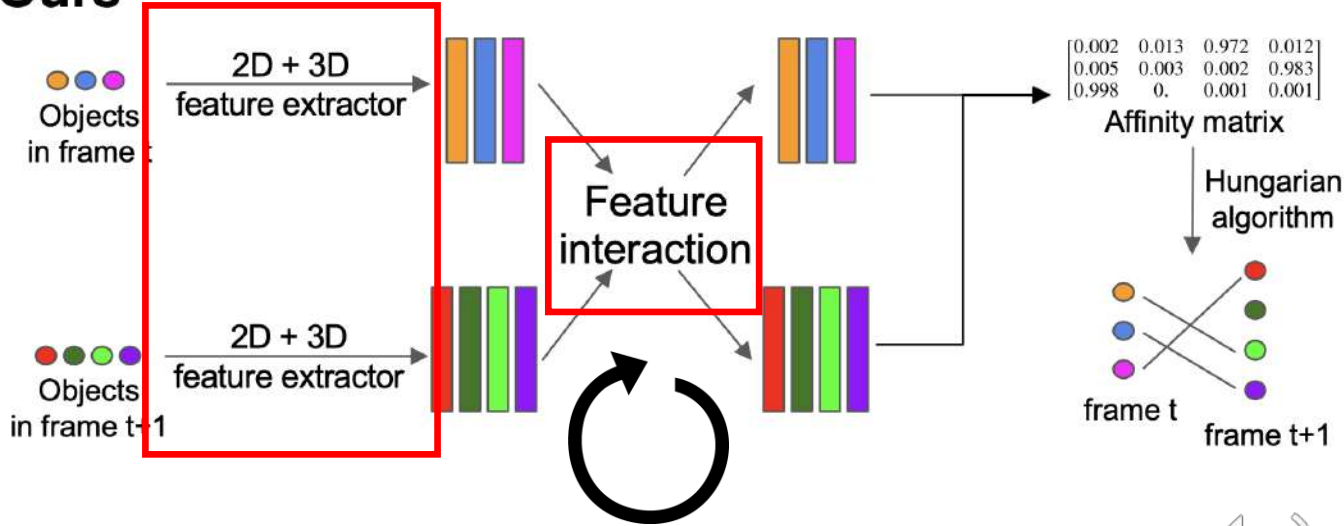 Ours
2D + 3D
feature extractor
Objects
in frame t
Feature
interaction
2D + 3D
feature extractor
Objects
in frame t+1
[0.002 0.013 0.972 0.012
0.005 0.003 0.002 0.983
0.998 0. 0.001 0.001]
Affinity matrix
Hungarian
algorithm
frame t
frame t+1